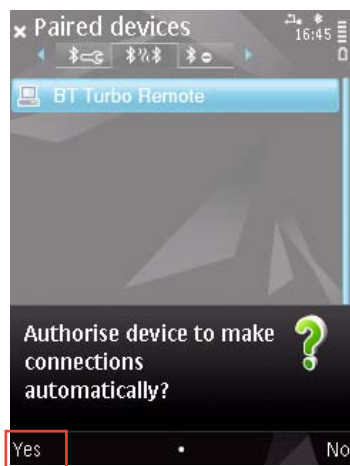 Paired devices
16:45
BT Turbo Remote
Authorise device to make
connections
automatically?
Yes
No